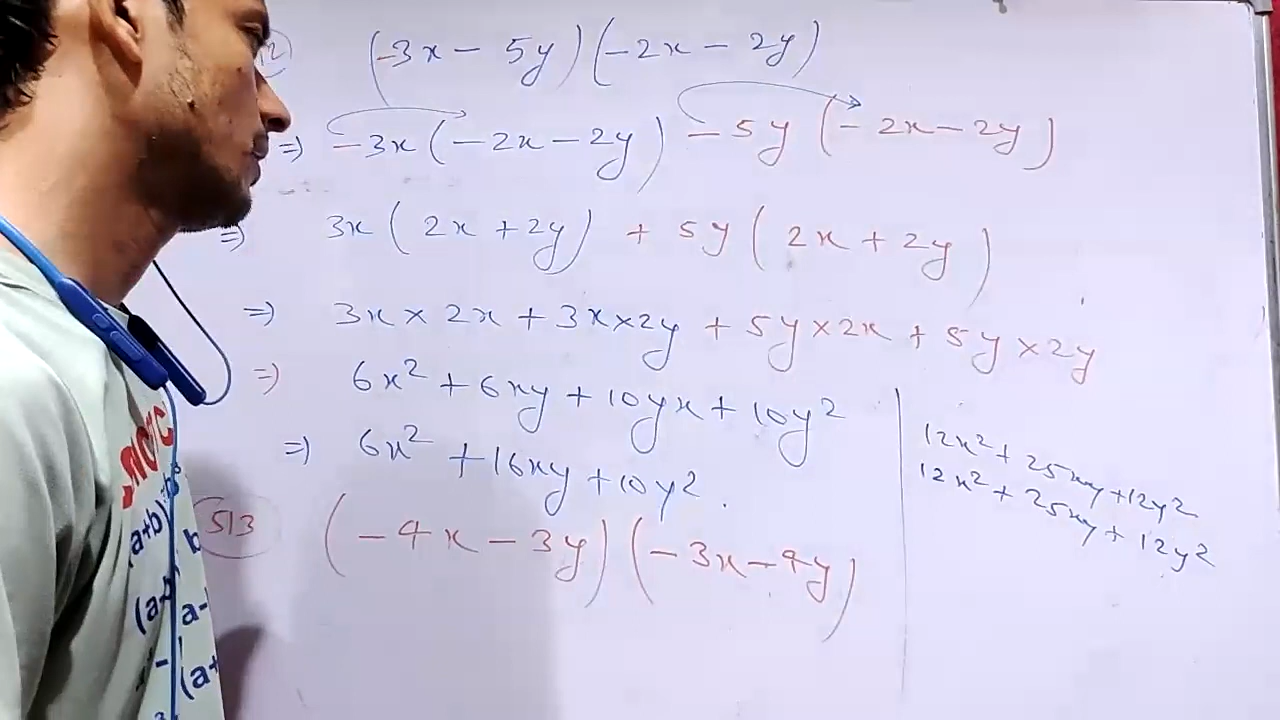 12
(-3x - 5y)(-2x - 2y)
=) -3x(-2x-2y) -5y(-2x-2y)
=) 3x(2x+2y) + 5y(2x+2y)
=) 3x×2x+3x×2y+5y×2x+5y×2y
=) 6x²+6xy+10yx+10y²
=) 6x²+16xy+10y².
12x²+25xy+12y²
12x²+25xy+12y²
513 (-4x-3y)(-3x-4y)
(a+b)
b
(a-b
a-
(a+